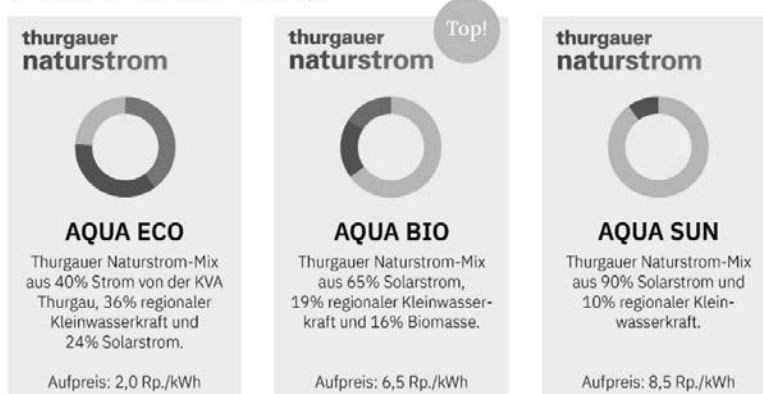 thurgauer
naturstrom
AQUA ECO
Thurgauer Naturstrom-Mix
aus 40% Strom von der KVA
Thurgau, 36% regionaler
Kleinwasserkraft und
24% Solarstrom.
Aufpreis: 2,0 Rp./kWh
Top!
thurgauer
naturstrom
AQUA BIO
Thurgauer Naturstrom-Mix
aus 65% Solarstrom,
19% regionaler Kleinwasser-
kraft und 16% Biomasse.
Aufpreis: 6,5 Rp./kWh
thurgauer
naturstrom
AQUA SUN
Thurgauer Naturstrom-Mix
aus 90% Solarstrom und
10% regionaler Klein-
wasserkraft.
Aufpreis: 8,5 Rp./kWh